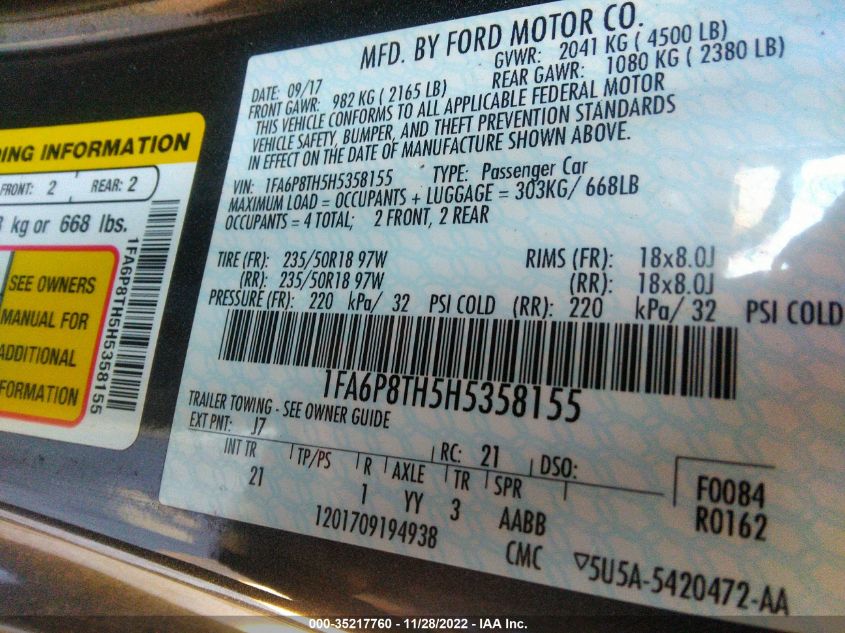 MFD. BY FORD MOTOR CO.
DATE: 09/17 GVWR: 2041 KG ( 4500 LB)
FRONT GAWR: 982 KG ( 2165 LB) REAR GAWR: 1080 KG ( 2380 LB)
THIS VEHICLE CONFORMS TO ALL APPLICABLE FEDERAL MOTOR
VEHICLE SAFETY, BUMPER, AND THEFT PREVENTION STANDARDS
IN EFFECT ON THE DATE OF MANUFACTURE SHOWN ABOVE.
VIN: 1FA6P8TH5H5358155 TYPE: Passenger Car
MAXIMUM LOAD = OCCUPANTS + LUGGAGE = 303KG/ 668LB
OCCUPANTS = 4 TOTAL; 2 FRONT, 2 REAR
TIRE (FR): 235/50R18 97W RIMS (FR): 18x8.0J
(RR): 235/50R18 97W (RR): 18x8.0J
PRESSURE (FR): 220 kPa/ 32 PSI COLD (RR): 220 kPa/ 32 PSI COLD
1FA6P8TH5H5358155
TRAILER TOWING - SEE OWNER GUIDE
EXT PNT: J7 RC: 21 DSO:
INT TR TP/PS R AXLE TR SPR
21 1 YY 3 AABB
1201709194938 CMC
F0084
R0162
▽5U5A-5420472-AA
ING INFORMATION
FRONT: 2 REAR: 2
kg or 668 lbs.
SEE OWNERS
MANUAL FOR
ADDITIONAL
INFORMATION
1FA6P8TH5H5358155
000-35217760 - 11/28/2022 - IAA Inc.